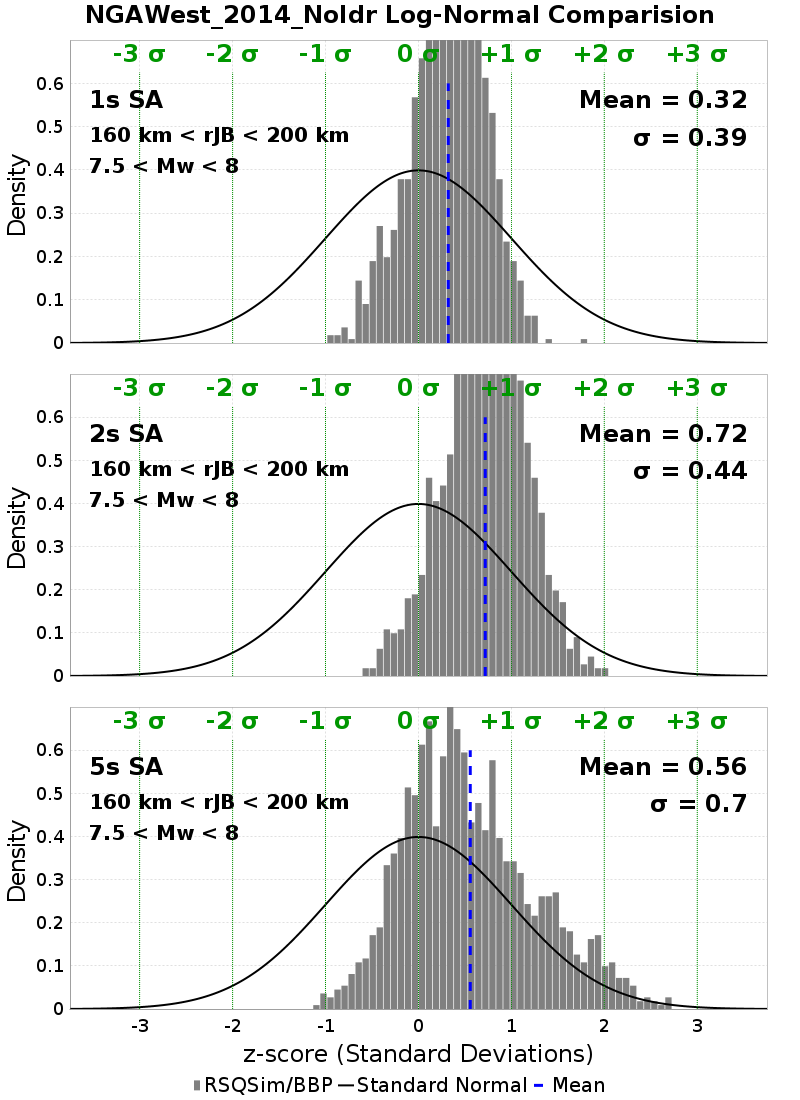 NGAWest_2014_NoIdr Log-Normal Comparision
-3 σ -2 σ -1 σ 0 σ +1 σ +2 σ +3 σ
0.6
1s SA
Mean = 0.32
0.5
160 km < rJB < 200 km
σ = 0.39
0.4
7.5 < Mw < 8
0.3
0.2
0.1
0
Density
-3 σ -2 σ -1 σ 0 σ +1 σ +2 σ +3 σ
0.6
2s SA
Mean = 0.72
0.5
160 km < rJB < 200 km
σ = 0.44
0.4
7.5 < Mw < 8
0.3
0.2
0.1
0
Density
-3 σ -2 σ -1 σ 0 σ +1 σ +2 σ +3 σ
0.6
5s SA
Mean = 0.56
0.5
160 km < rJB < 200 km
σ = 0.7
0.4
7.5 < Mw < 8
0.3
0.2
0.1
0
Density
-3 -2 -1 0 1 2 3
z-score (Standard Deviations)
RSQSim/BBP Standard Normal Mean